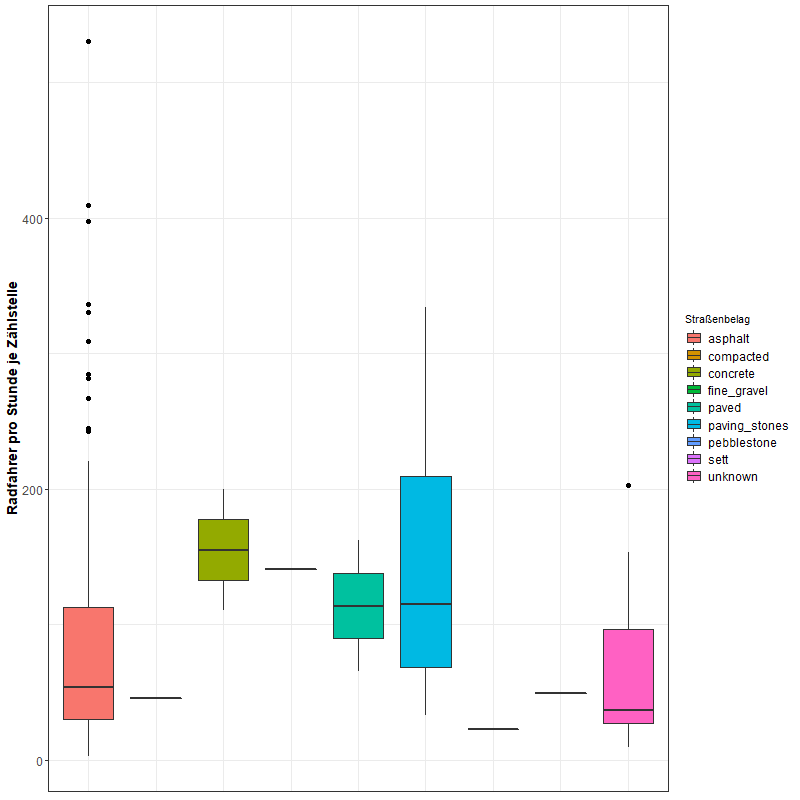 Radfahrer pro Stunde je Zählstelle
400
200
0
Straßenbelag
asphalt
compacted
concrete
fine_gravel
paved
paving_stones
pebblestone
sett
unknown